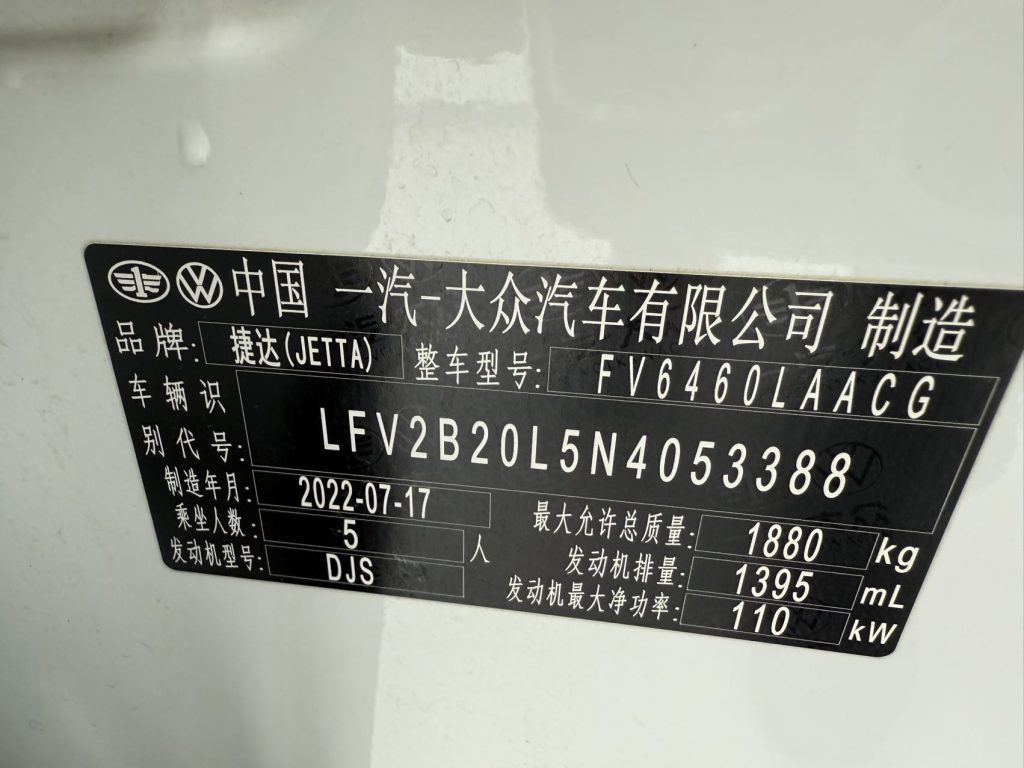 中国 一汽-大众汽车有限公司 制造
品牌: 捷达(JETTA) 整车型号: FV6460LAACG
车辆识别代号: LFV2B20L5N4053388
制造年月: 2022-07-17 最大允许总质量: 1880 kg
乘坐人数: 5 人 发动机排量: 1395 mL
发动机型号: DJS 发动机最大净功率: 110 kW